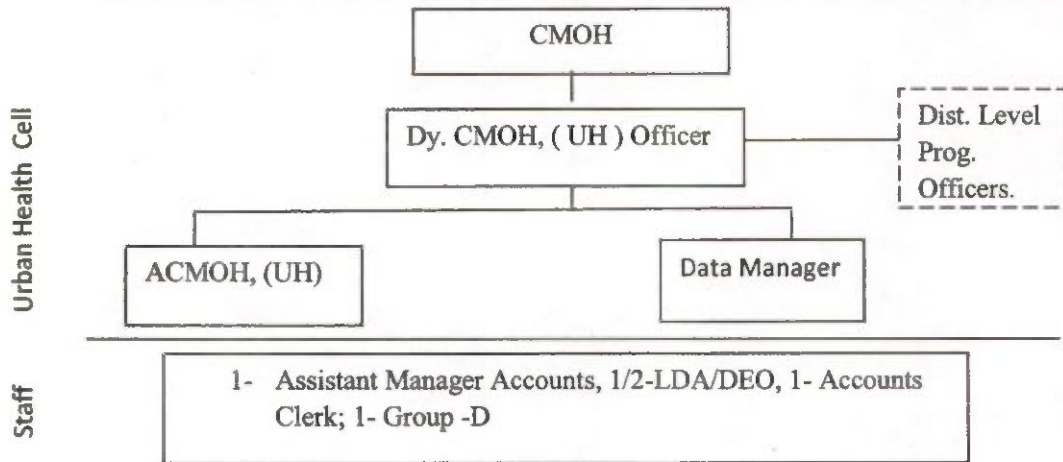 CMOH
Dy. CMOH, ( UH ) Officer
Dist. Level
Prog.
Officers.
Urban Health Cell
ACMOH, (UH)
Data Manager
Staff
1- Assistant Manager Accounts, 1/2-LDA/DEO, 1- Accounts
Clerk; 1- Group -D